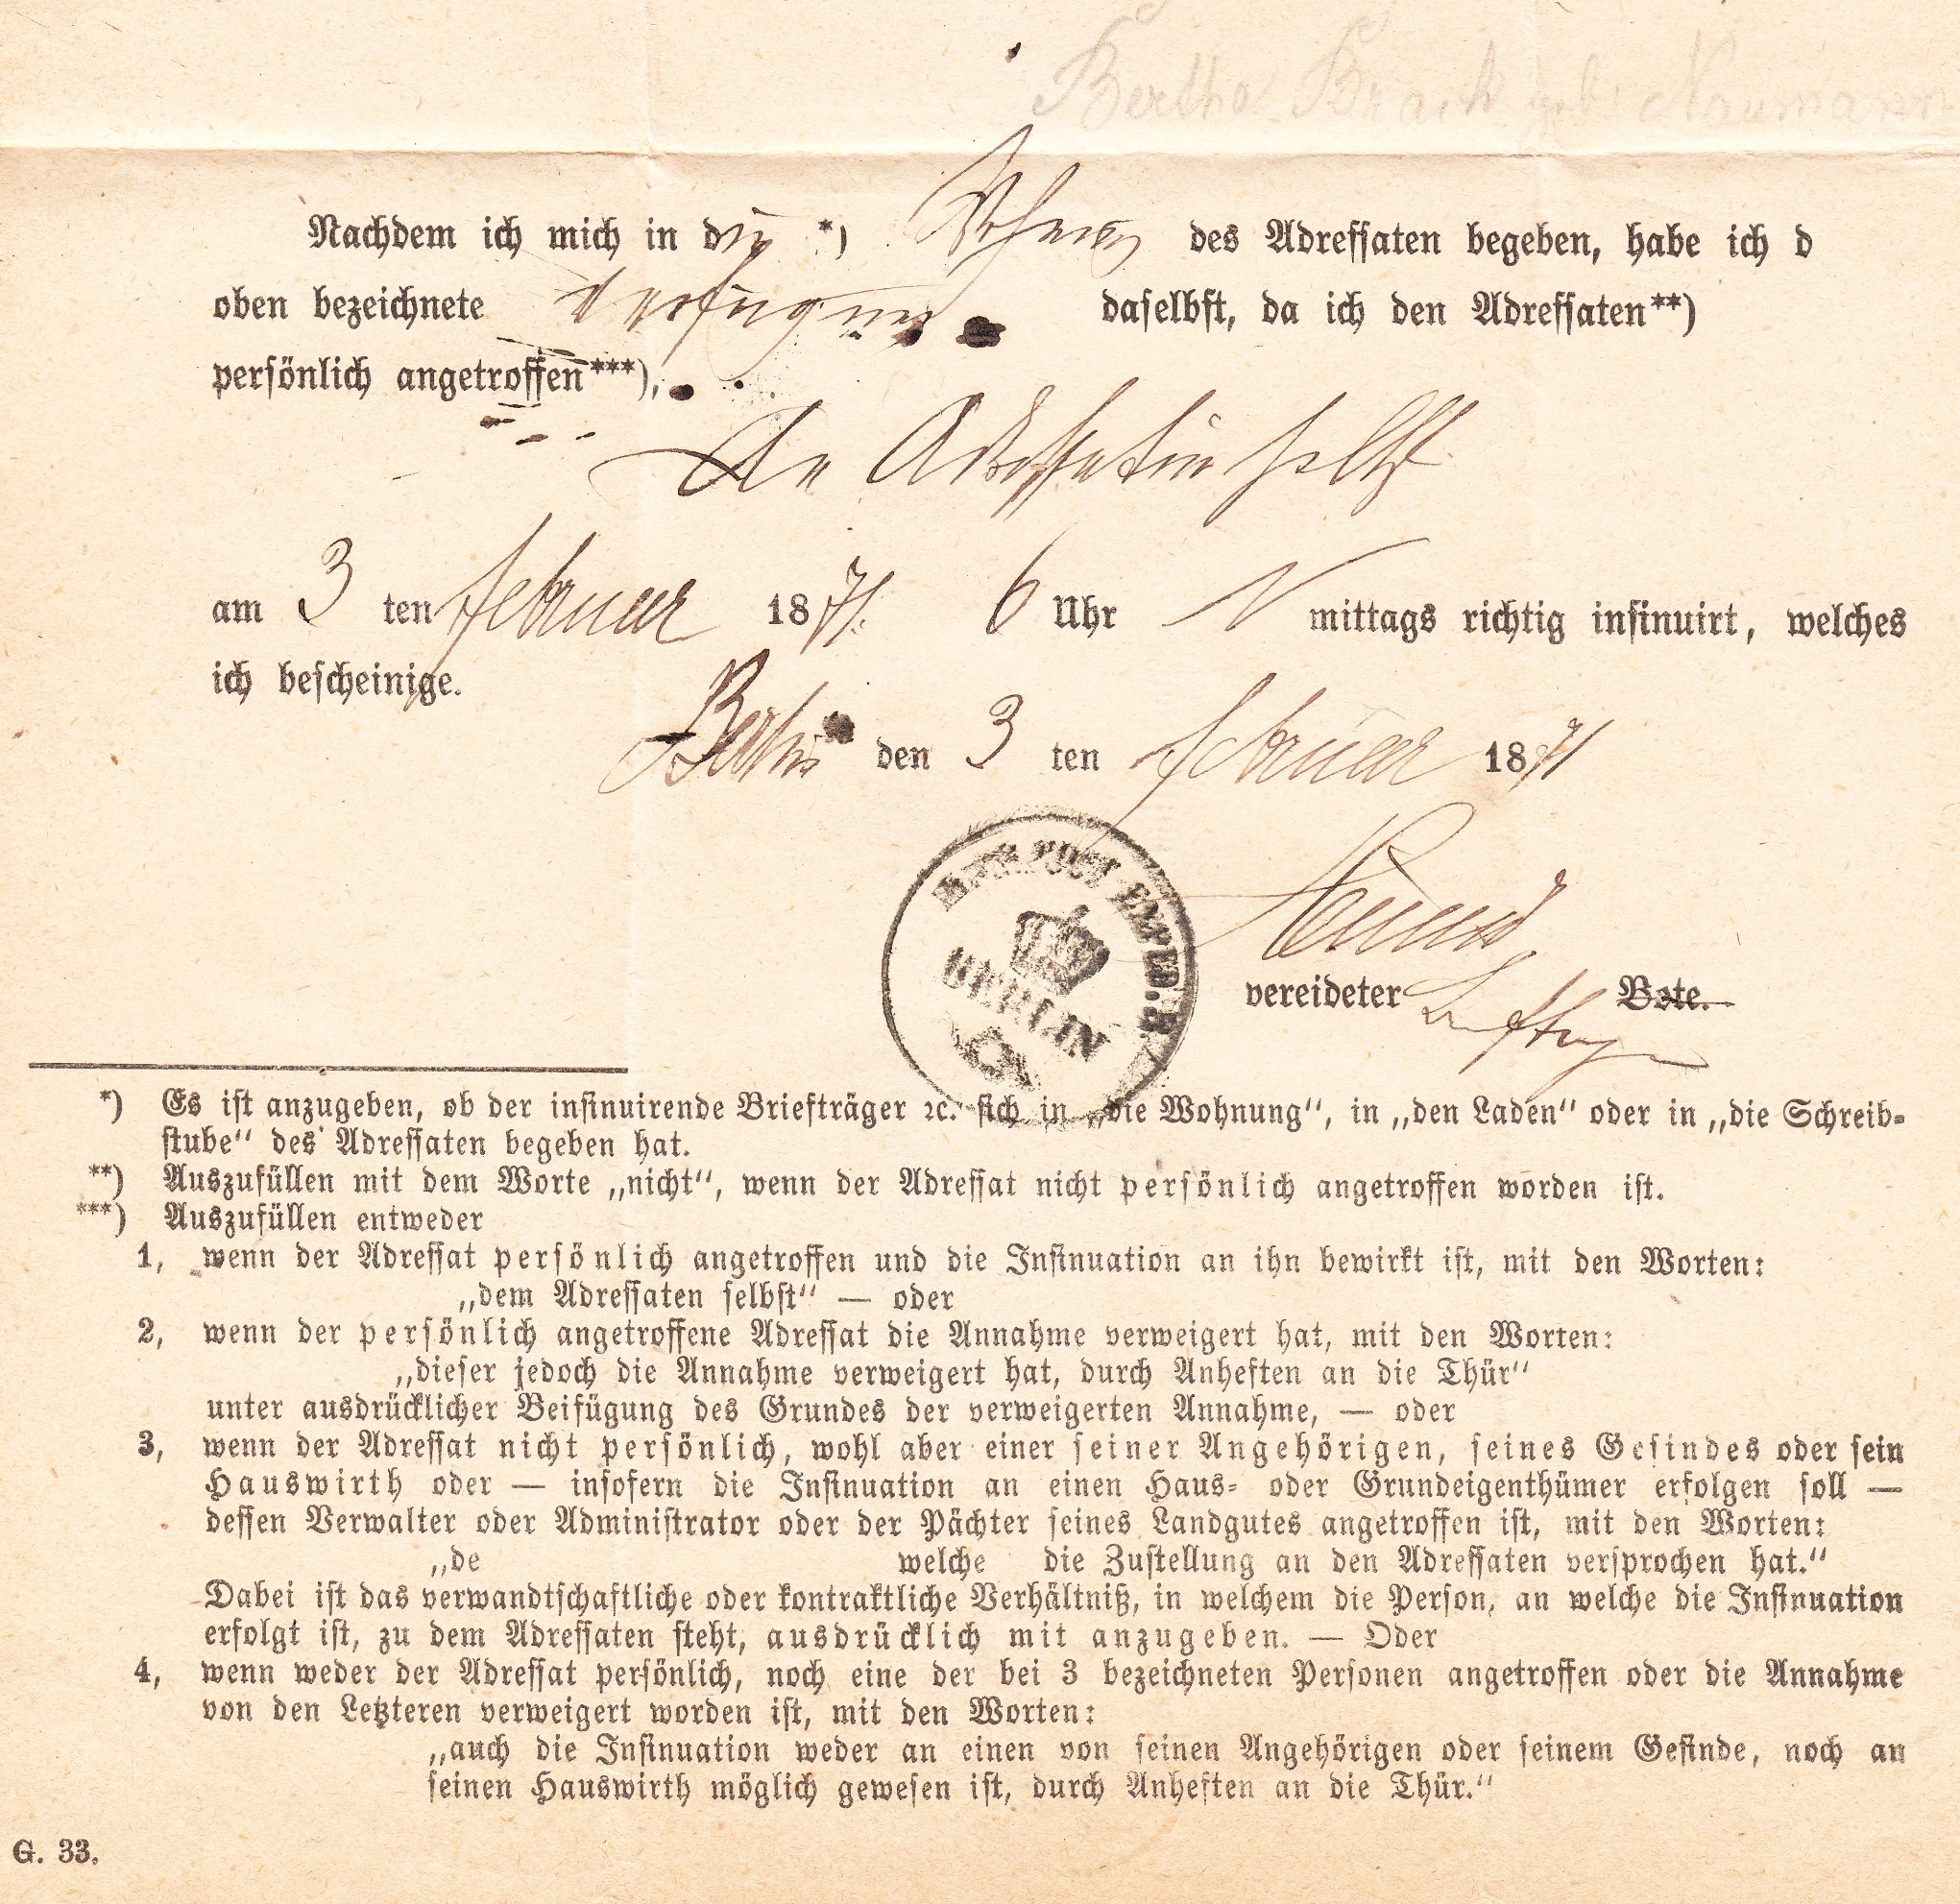 Bertha Brach geb. Naumann
Nachdem ich mich in die *) Wohnung des Adressaten begeben, habe ich d
oben bezeichnete Verfügung daselbst, da ich den Adressaten**)
persönlich angetroffen***),
der Adressatin selbst
am 3 ten Februar 1871. 6 Uhr N mittags richtig insinuirt, welches
ich bescheinige.
Berlin den 3 ten Februar 1871
EXPED.
BERLIN
vereideter Bote.
*) Es ist anzugeben, ob der insinuirende Briefträger ꝛc. sich in „die Wohnung“, in „den Laden“ oder in „die Schreib-
stube“ des Adressaten begeben hat.
**) Auszufüllen mit dem Worte „nicht“, wenn der Adressat nicht persönlich angetroffen worden ist.
***) Auszufüllen entweder
1, wenn der Adressat persönlich angetroffen und die Insinuation an ihn bewirkt ist, mit den Worten:
„dem Adressaten selbst“ — oder
2, wenn der persönlich angetroffene Adressat die Annahme verweigert hat, mit den Worten:
„dieser jedoch die Annahme verweigert hat, durch Anheften an die Thür“
unter ausdrücklicher Beifügung des Grundes der verweigerten Annahme, — oder
3, wenn der Adressat nicht persönlich, wohl aber einer seiner Angehörigen, seines Gesindes oder sein
Hauswirth oder — insofern die Insinuation an einen Haus- oder Grundeigenthümer erfolgen soll —
dessen Verwalter oder Administrator oder der Pächter seines Landgutes angetroffen ist, mit den Worten:
„de welche die Zustellung an den Adressaten versprochen hat.“
Dabei ist das verwandtschaftliche oder kontraktliche Verhältniß, in welchem die Person, an welche die Insinuation
erfolgt ist, zu dem Adressaten steht, ausdrücklich mit anzugeben. — Oder
4, wenn weder der Adressat persönlich, noch eine der bei 3 bezeichneten Personen angetroffen oder die Annahme
von den Letzteren verweigert worden ist, mit den Worten:
„auch die Insinuation weder an einen von seinen Angehörigen oder seinem Gesinde, noch an
seinen Hauswirth möglich gewesen ist, durch Anheften an die Thür.“
G. 33.